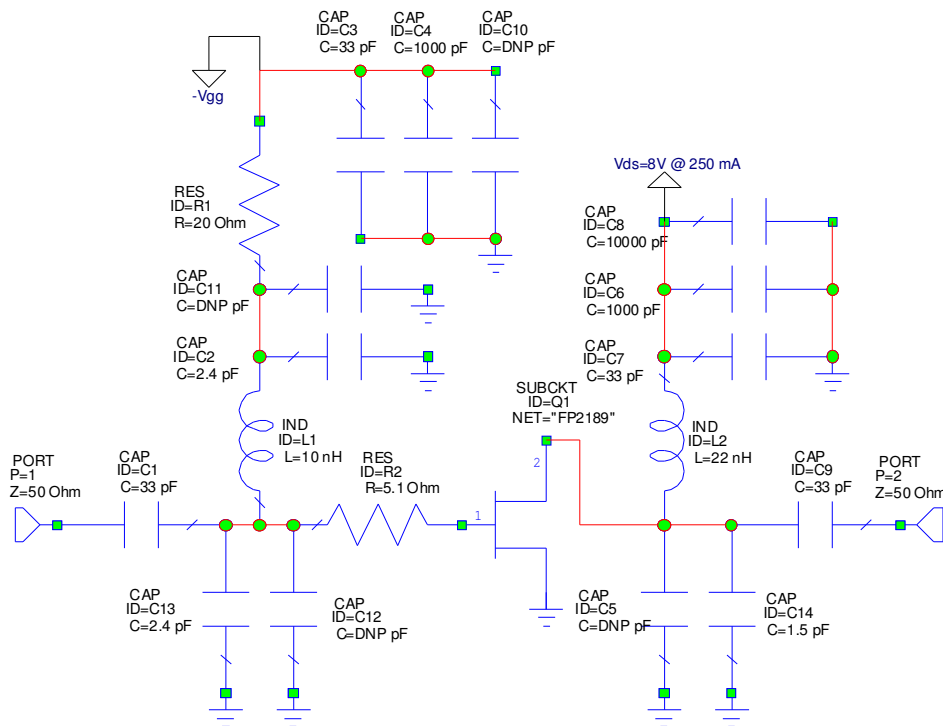 CAP
ID=C3
C=33 pF
CAP
ID=C4
C=1000 pF
CAP
ID=C10
C=DNP pF
-Vgg
RES
ID=R1
R=20 Ohm
Vds=8V @ 250 mA
CAP
ID=C8
C=10000 pF
CAP
ID=C11
C=DNP pF
CAP
ID=C6
C=1000 pF
CAP
ID=C2
C=2.4 pF
CAP
ID=C7
C=33 pF
SUBCKT
ID=Q1
NET="FP2189"
IND
ID=L1
L=10 nH
IND
ID=L2
L=22 nH
2
PORT
P=1
Z=50 Ohm
CAP
ID=C1
C=33 pF
RES
ID=R2
R=5.1 Ohm
1
CAP
ID=C9
C=33 pF
PORT
P=2
Z=50 Ohm
CAP
ID=C13
C=2.4 pF
CAP
ID=C12
C=DNP pF
CAP
ID=C5
C=DNP pF
CAP
ID=C14
C=1.5 pF